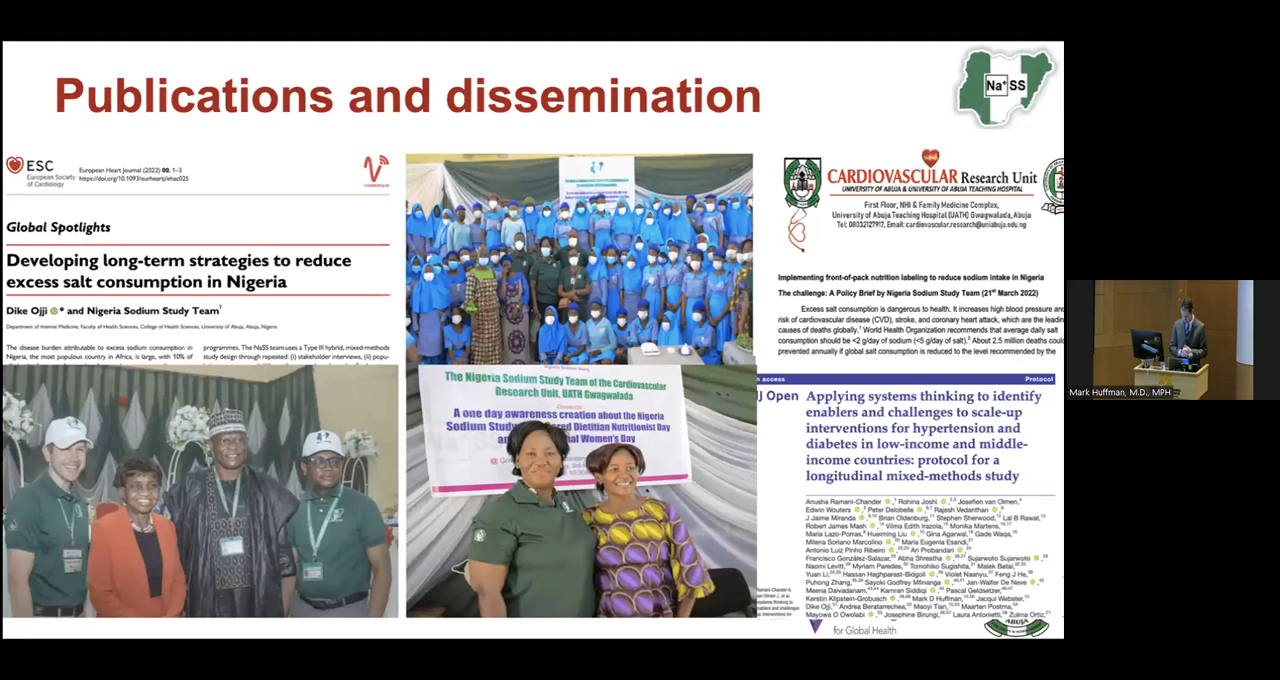 Publications and dissemination
Na+ SS
ESC
European Society
of Cardiology
European Heart Journal (2022) 00, 1–3
https://doi.org/10.1093/eurheartj/ehac025
Global Spotlights
Developing long-term strategies to reduce
excess salt consumption in Nigeria
Dike Ojji * and Nigeria Sodium Study Team†
Department of Internal Medicine, Faculty of Health Sciences, College of Health Sciences, University of Abuja, Abuja, Nigeria
The disease burden attributable to excess sodium consumption in
Nigeria, the most populous country in Africa, is large, with 10% of
programmes. The NaSS team uses a Type III hybrid, mixed-methods
study design through repeated: (i) stakeholder interviews, (ii) popu-
CARDIOVASCULAR Research Unit
UNIVERSITY OF ABUJA & UNIVERSITY OF ABUJA TEACHING HOSPITAL
First Floor, NHI & Family Medicine Complex,
University of Abuja Teaching Hospital (UATH) Gwagwalada, Abuja
Tel: 08032127917, Email: cardiovascular.research@uniabuja.edu.ng
Implementing front-of-pack nutrition labeling to reduce sodium intake in Nigeria
The challenge: A Policy Brief by Nigeria Sodium Study Team (21st March 2022)
Excess salt consumption is dangerous to health. It increases high blood pressure and
risk of cardiovascular disease (CVD), stroke, and coronary heart attack, which are the leadin
causes of deaths globally.1 World Health Organization recommends that average daily salt
consumption should be <2 g/day of sodium (<5 g/day of salt).2 About 2.5 million deaths could
prevented annually if global salt consumption is reduced to the level recommended by the
The Nigeria Sodium Study Team of the Cardiovascular
Research Unit, UATH Gwagwalada
A one day awareness creation about the Nigeria
Sodium Study
red Dietitian Nutritionist Day
nal Women's Day
n access
Protocol
J Open
Applying systems thinking to identify
enablers and challenges to scale-up
interventions for hypertension and
diabetes in low-income and middle-
income countries: protocol for a
longitudinal mixed-methods study
Anusha Ramani-Chander, Rohina Joshi, Josefien van Olmen,
Edwin Wouters, Peter Delobelle, Rajesh Vedanthan,
J Jaime Miranda, Brian Oldenburg, Stephen Sherwood, Lal B Rawal,
Robert James Mash, Vilma Edith Irazola, Monika Martens,
Maria Lazo-Porras, Hueiming Liu, Gina Agarwal, Gade Waqa,
Milena Soriano Marcolino, Maria Eugenia Esandi,
Antonio Luiz Pinho Ribeiro, Ari Probandari,
Francisco González-Salazar, Abha Shrestha, Sujarwoto Sujarwoto,
Naomi Levitt, Myriam Paredes, Tomohiko Sugishita, Malek Batal,
Yuan Li, Hassan Haghparast-Bidgoli, Violet Naanyu, Feng J He,
Puhong Zhang, Sayoki Godfrey Mfinanga, Jan-Walter De Neve,
Meena Daivadanam, Kamran Siddiqi, Pascal Geldsetzer,
Kerstin Klipstein-Grobusch, Mark D Huffman, Jacqui Webster,
Dike Ojji, Andrea Beratarrechea, Maoyi Tian, Maarten Postma,
Mayowa O Owolabi, Josephine Birungi, Laura Antonietti, Zulma Ortiz,
for Global Health
ABUJA
Mark Huffman, M.D., MPH